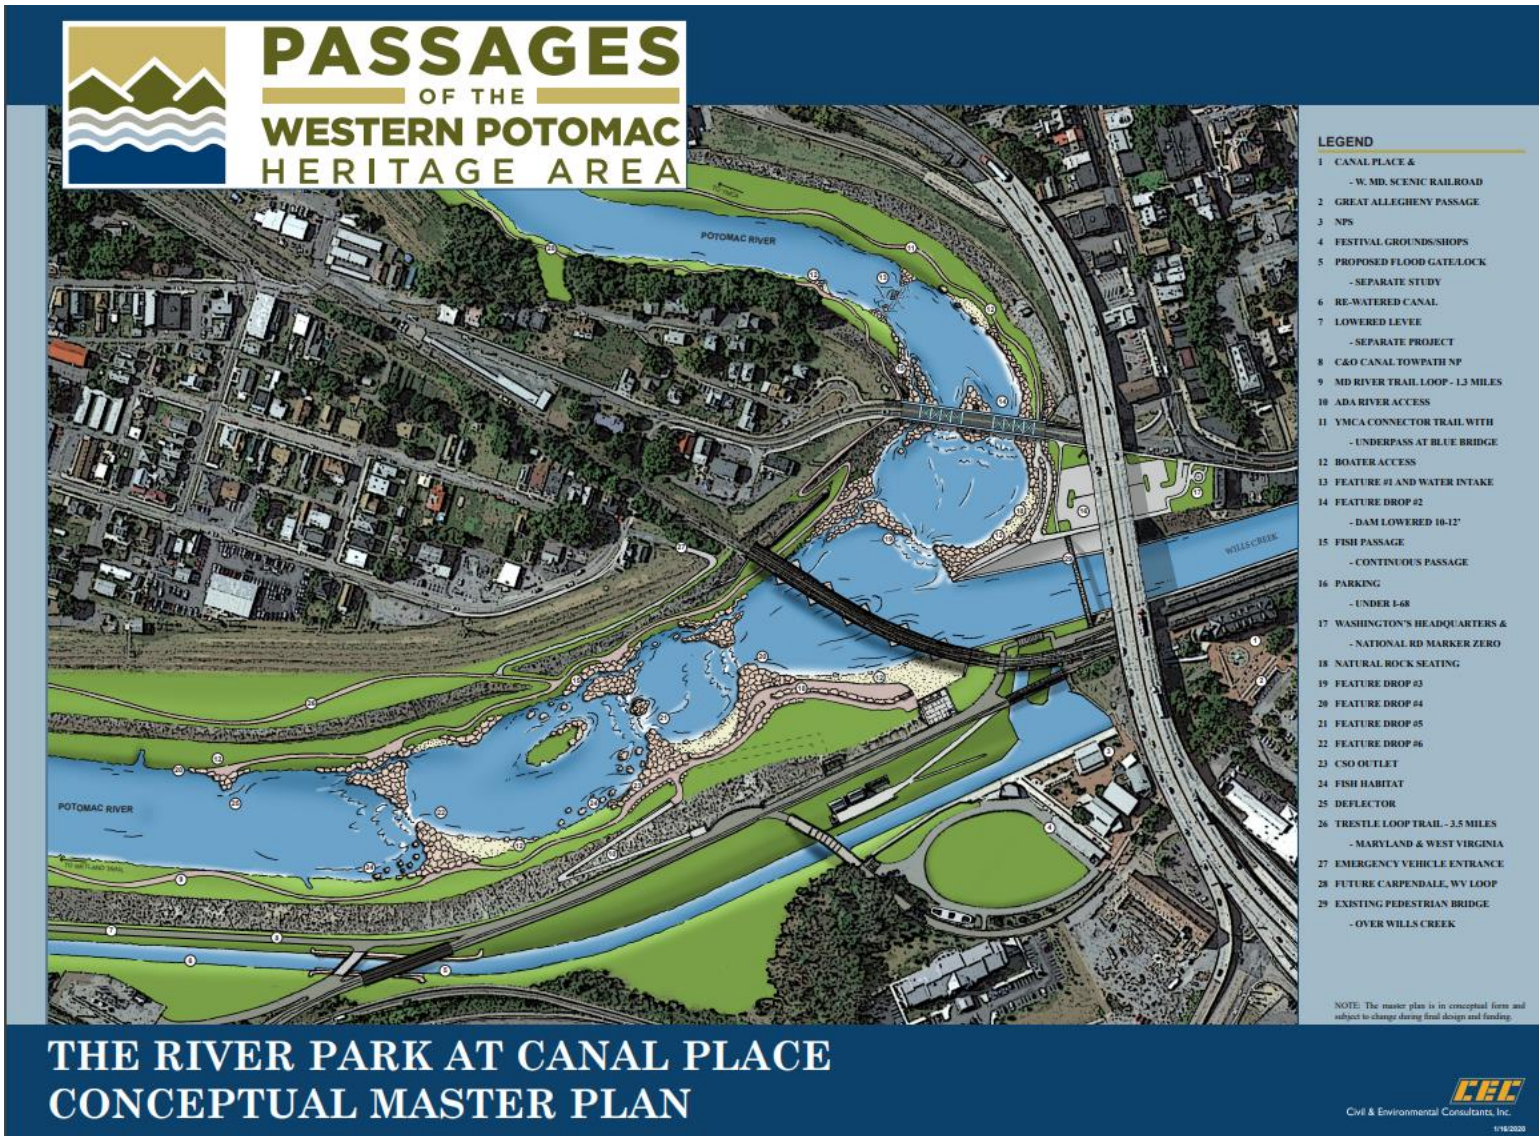 PASSAGES
OF THE
WESTERN POTOMAC
HERITAGE AREA
TO YMCA
POTOMAC RIVER
WILLS CREEK
POTOMAC RIVER
LEGEND
1 CANAL PLACE &
- W. MD. SCENIC RAILROAD
2 GREAT ALLEGHENY PASSAGE
3 NPS
4 FESTIVAL GROUNDS/SHOPS
5 PROPOSED FLOOD GATE/LOCK
- SEPARATE STUDY
6 RE-WATERED CANAL
7 LOWERED LEVEE
- SEPARATE PROJECT
8 C&O CANAL TOWPATH NP
9 MD RIVER TRAIL LOOP - 1.3 MILES
10 ADA RIVER ACCESS
11 YMCA CONNECTOR TRAIL WITH
- UNDERPASS AT BLUE BRIDGE
12 BOATER ACCESS
13 FEATURE #1 AND WATER INTAKE
14 FEATURE DROP #2
- DAM LOWERED 10-12'
15 FISH PASSAGE
- CONTINUOUS PASSAGE
16 PARKING
- UNDER I-68
17 WASHINGTON'S HEADQUARTERS &
- NATIONAL RD MARKER ZERO
18 NATURAL ROCK SEATING
19 FEATURE DROP #3
20 FEATURE DROP #4
21 FEATURE DROP #5
22 FEATURE DROP #6
23 CSO OUTLET
24 FISH HABITAT
25 DEFLECTOR
26 TRESTLE LOOP TRAIL - 3.5 MILES
- MARYLAND & WEST VIRGINIA
27 EMERGENCY VEHICLE ENTRANCE
28 FUTURE CARPENDALE, WV LOOP
29 EXISTING PEDESTRIAN BRIDGE
- OVER WILLS CREEK
NOTE: The master plan is in conceptual form and
subject to change during final design and funding.
THE RIVER PARK AT CANAL PLACE
CONCEPTUAL MASTER PLAN
CEC
Civil & Environmental Consultants, Inc.
1/16/2020